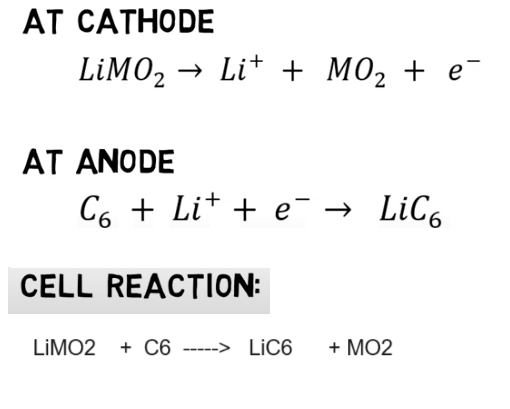 AT CATHODE
LiMO₂ → Li⁺ + MO₂ + e⁻
AT ANODE
C₆ + Li⁺ + e⁻ → LiC₆
CELL REACTION:
LiMO2 + C6 -----> LiC6 + MO2